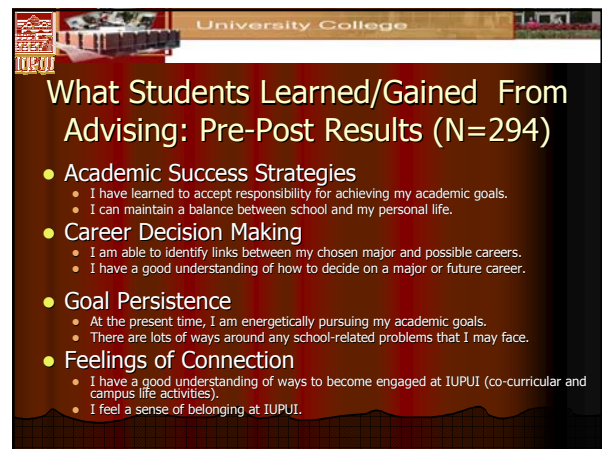 University College
IUPUI
What Students Learned/Gained From
Advising: Pre-Post Results (N=294)
Academic Success Strategies
I have learned to accept responsibility for achieving my academic goals.
I can maintain a balance between school and my personal life.
Career Decision Making
I am able to identify links between my chosen major and possible careers.
I have a good understanding of how to decide on a major or future career.
Goal Persistence
At the present time, I am energetically pursuing my academic goals.
There are lots of ways around any school-related problems that I may face.
Feelings of Connection
I have a good understanding of ways to become engaged at IUPUI (co-curricular and
campus life activities).
I feel a sense of belonging at IUPUI.